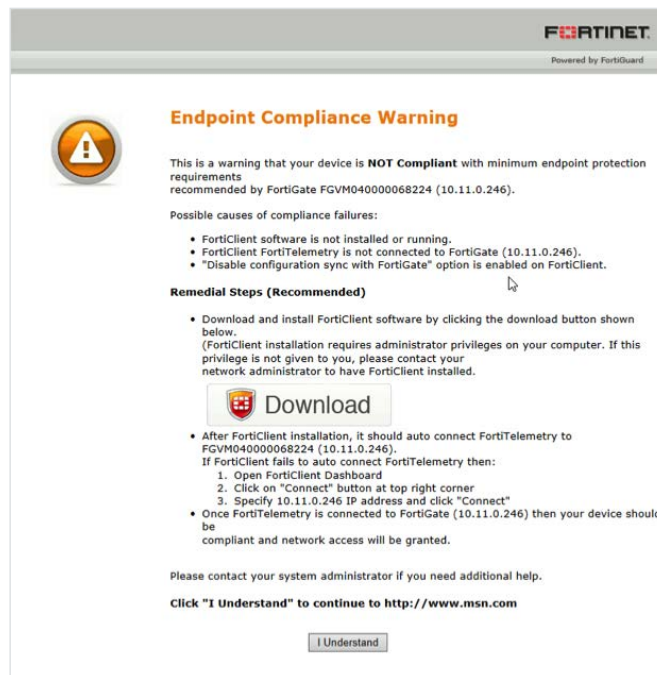 FORTINET
Powered by FortiGuard
Endpoint Compliance Warning
This is a warning that your device is NOT Compliant with minimum endpoint protection
requirements
recommended by FortiGate FGVM040000068224 (10.11.0.246).
Possible causes of compliance failures:
• FortiClient software is not installed or running.
• FortiClient FortiTelemetry is not connected to FortiGate (10.11.0.246).
• "Disable configuration sync with FortiGate" option is enabled on FortiClient.
Remedial Steps (Recommended)
• Download and install FortiClient software by clicking the download button shown
below.
(FortiClient installation requires administrator privileges on your computer. If this
privilege is not given to you, please contact your
network administrator to have FortiClient installed.
Download
• After FortiClient installation, it should auto connect FortiTelemetry to
FGVM040000068224 (10.11.0.246).
If FortiClient fails to auto connect FortiTelemetry then:
1. Open FortiClient Dashboard
2. Click on "Connect" button at top right corner
3. Specify 10.11.0.246 IP address and click "Connect"
• Once FortiTelemetry is connected to FortiGate (10.11.0.246) then your device should
be
compliant and network access will be granted.
Please contact your system administrator if you need additional help.
Click "I Understand" to continue to http://www.msn.com
I Understand